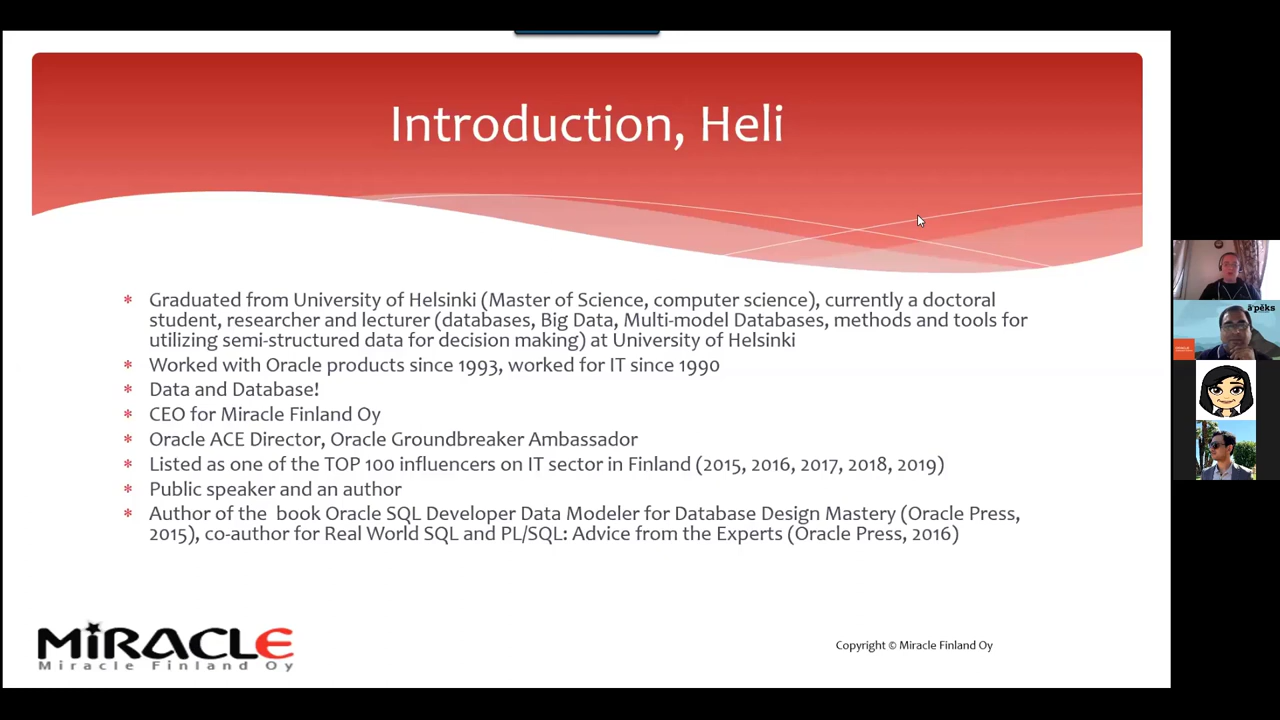 Introduction, Heli
* Graduated from University of Helsinki (Master of Science, computer science), currently a doctoral
student, researcher and lecturer (databases, Big Data, Multi-model Databases, methods and tools for
utilizing semi-structured data for decision making) at University of Helsinki
* Worked with Oracle products since 1993, worked for IT since 1990
* Data and Database!
* CEO for Miracle Finland Oy
* Oracle ACE Director, Oracle Groundbreaker Ambassador
* Listed as one of the TOP 100 influencers on IT sector in Finland (2015, 2016, 2017, 2018, 2019)
* Public speaker and an author
* Author of the  book Oracle SQL Developer Data Modeler for Database Design Mastery (Oracle Press,
2015), co-author for Real World SQL and PL/SQL: Advice from the Experts (Oracle Press, 2016)
MIRACLE
Miracle Finland Oy
Copyright © Miracle Finland Oy